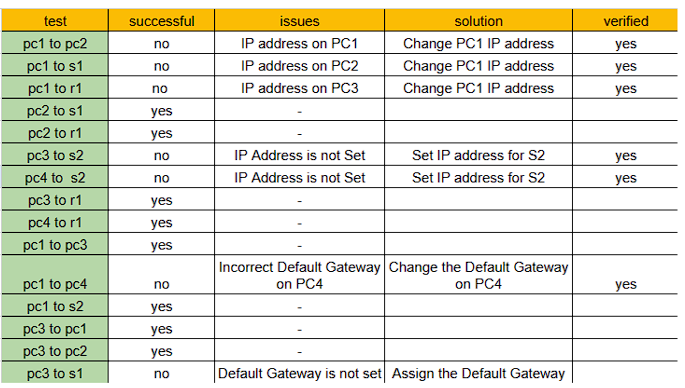 test successful issues solution verified
pc1 to pc2 no IP address on PC1 Change PC1 IP address yes
pc1 to s1 no IP address on PC2 Change PC1 IP address yes
pc1 to r1 no IP address on PC3 Change PC1 IP address yes
pc2 to s1 yes -
pc2 to r1 yes -
pc3 to s2 no IP Address is not Set Set IP address for S2 yes
pc4 to s2 no IP Address is not Set Set IP address for S2 yes
pc3 to r1 yes -
pc4 to r1 yes -
pc1 to pc3 yes -
Incorrect Default Gateway Change the Default Gateway
pc1 to pc4 no on PC4 on PC4 yes
pc1 to s2 yes -
pc3 to pc1 yes -
pc3 to pc2 yes -
pc3 to s1 no Default Gateway is not set Assign the Default Gateway